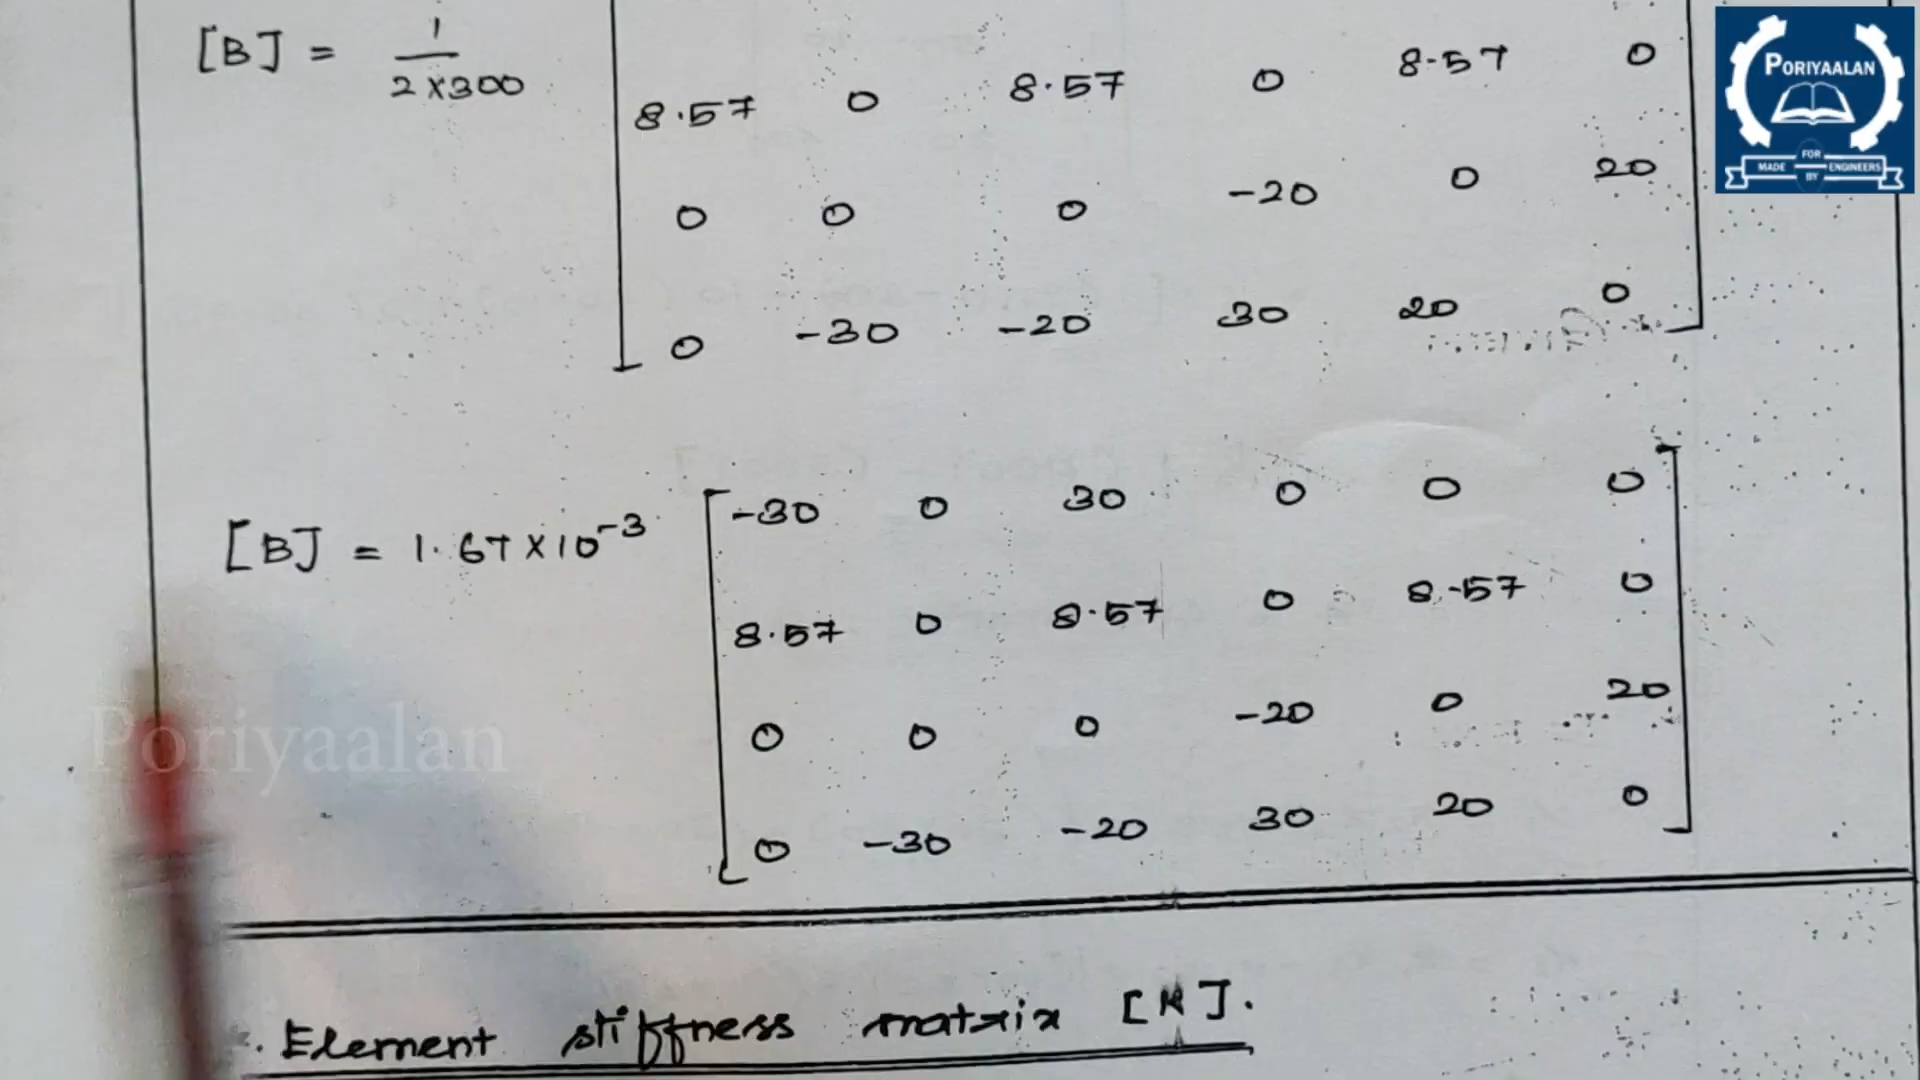 [B] = 1 / 2×300
8.57 0 8.57 0 8.57 0
0 0 0 -20 0 20
0 -30 -20 30 20 0
[B] = 1.67×10⁻³
-30 0 30 0 0 0
8.57 0 8.57 0 8.57 0
0 0 0 -20 0 20
0 -30 -20 30 20 0
Element stiffness matrix [K].
PORIYAALAN
MADE FOR BY ENGINEERS
Poriyaalan